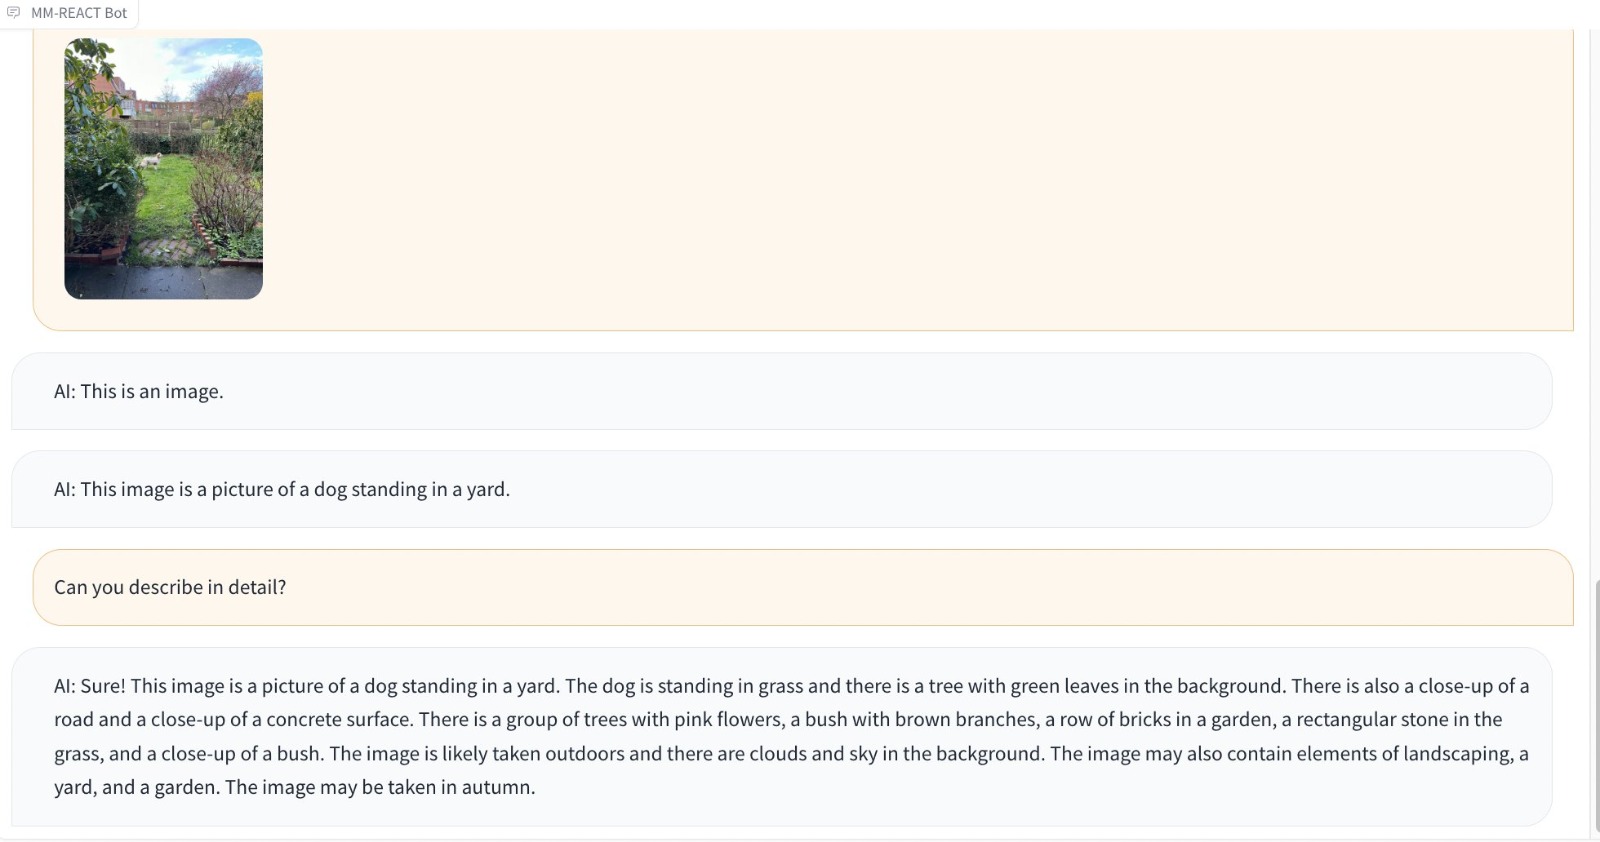 MM-REACT Bot
AI: This is an image.
AI: This image is a picture of a dog standing in a yard.
Can you describe in detail?
AI: Sure! This image is a picture of a dog standing in a yard. The dog is standing in grass and there is a tree with green leaves in the background. There is also a close-up of a
road and a close-up of a concrete surface. There is a group of trees with pink flowers, a bush with brown branches, a row of bricks in a garden, a rectangular stone in the
grass, and a close-up of a bush. The image is likely taken outdoors and there are clouds and sky in the background. The image may also contain elements of landscaping, a
yard, and a garden. The image may be taken in autumn.